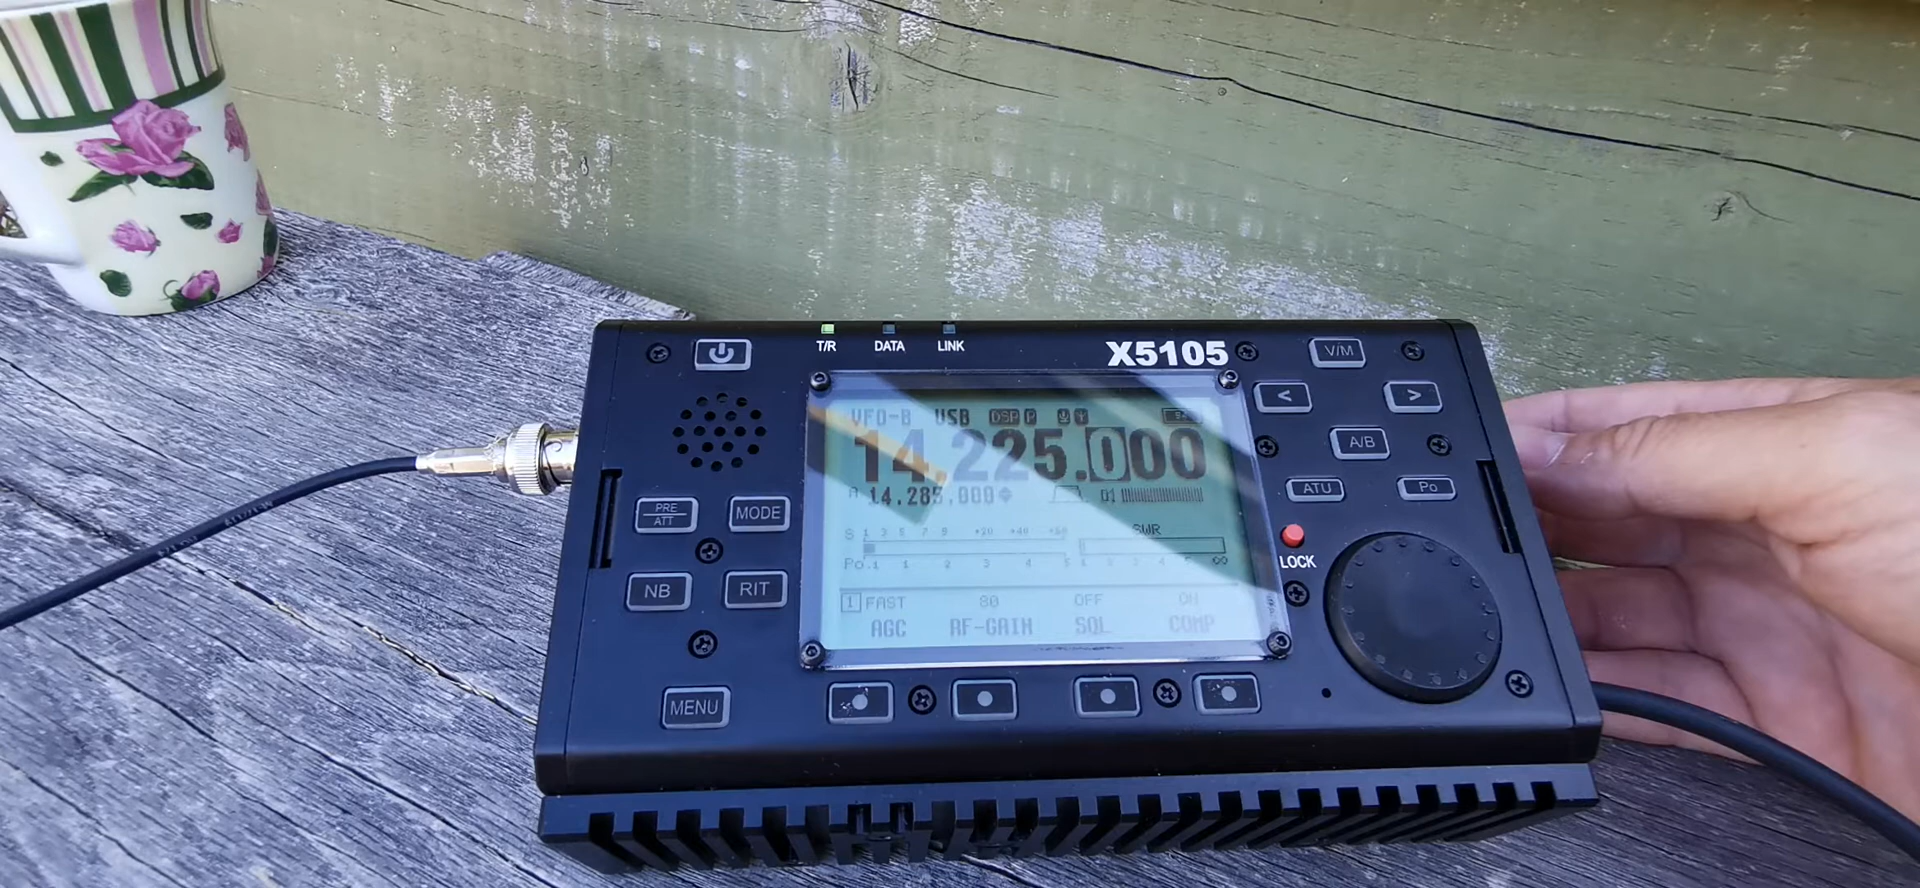 T/R DATA LINK
X5105
V/M
< >
A/B
ATU Po
LOCK
PRE
ATT
MODE
NB RIT
MENU
VFO-B USB DSP P
14.225.000
A 14.285.000
S 1 3 5 7 9 +20 +40 +60 SWR
Po.1 1 2 3 4 5 ∞
1 FAST 80 OFF ON
AGC RF-GAIN SQL COMP